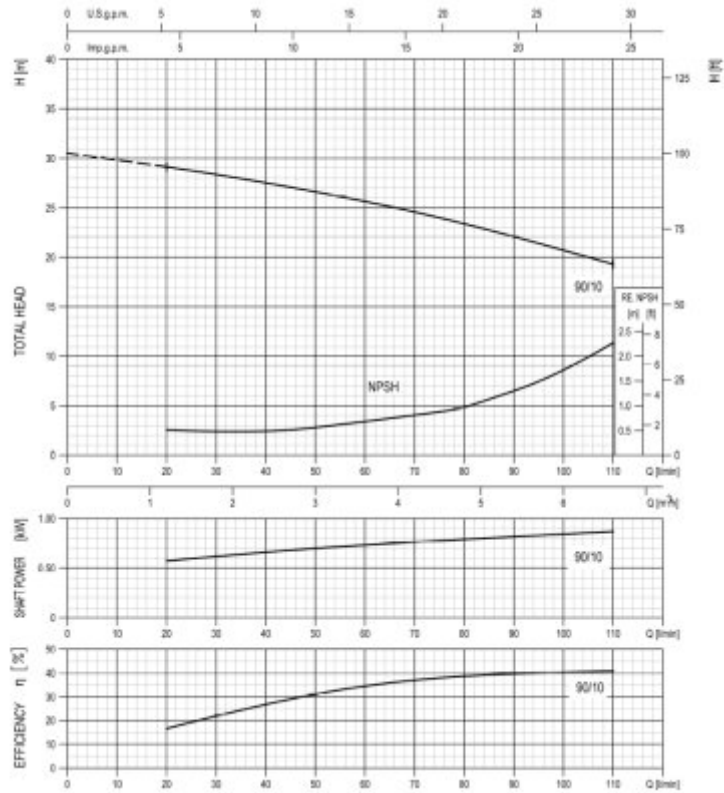 0 U.S.g.p.m. 5 10 15 20 25 30
0 Imp.g.p.m. 5 10 15 20 25
H [m]
H [ft]
TOTAL HEAD
40
35
30
25
20
15
10
5
0
125
100
75
50
25
0
90/10
RE. NPSH
[m] [ft]
2.5 8
2.0 6
1.5 4
1.0
0.5 2
NPSH
0 10 20 30 40 50 60 70 80 90 100 110 Q [l/min]
0 1 2 3 4 5 6 Q [m³/h]
SHAFT POWER [kW]
1.00
0.50
0
90/10
0 10 20 30 40 50 60 70 80 90 100 110 Q [l/min]
EFFICIENCY η [%]
50
40
30
20
10
0
90/10
0 10 20 30 40 50 60 70 80 90 100 110 Q [l/min]